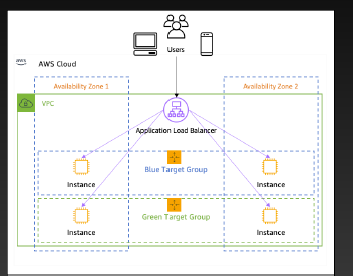 Users
aws
AWS Cloud
Availability Zone 1
Availability Zone 2
VPC
Application Load Balancer
Blue Target Group
Instance
Instance
Green Target Group
Instance
Instance